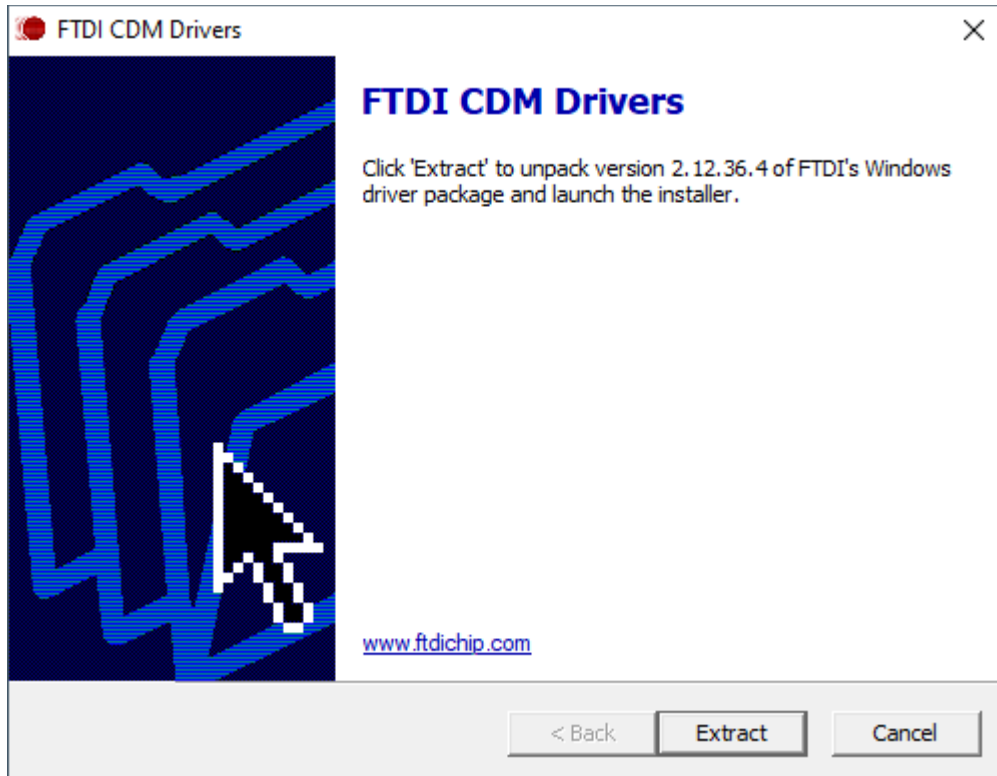 FTDI CDM Drivers
FTDI CDM Drivers
Click 'Extract' to unpack version 2.12.36.4 of FTDI's Windows
driver package and launch the installer.
www.ftdichip.com
< Back
Extract
Cancel